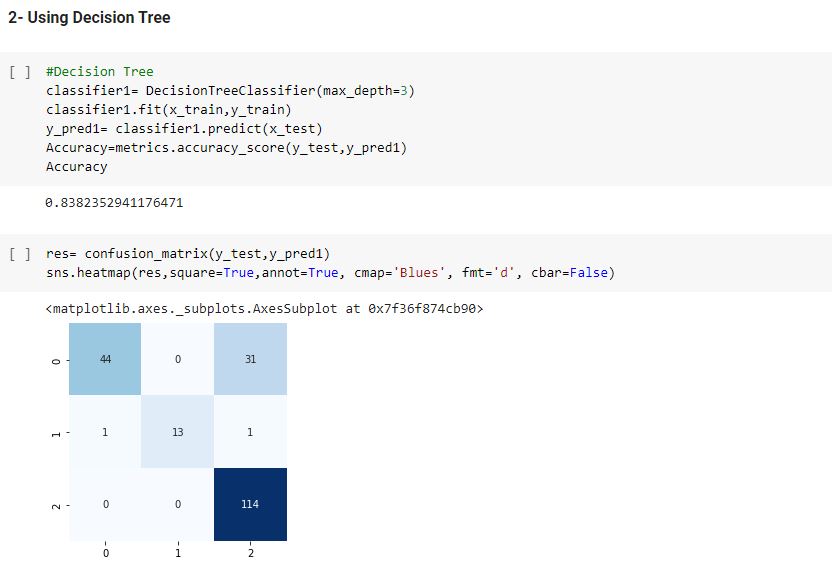 2- Using Decision Tree
[ ] #Decision Tree
classifier1= DecisionTreeClassifier(max_depth=3)
classifier1.fit(x_train,y_train)
y_pred1= classifier1.predict(x_test)
Accuracy=metrics.accuracy_score(y_test,y_pred1)
Accuracy
0.8382352941176471
[ ] res= confusion_matrix(y_test,y_pred1)
sns.heatmap(res,square=True,annot=True, cmap='Blues', fmt='d', cbar=False)
<matplotlib.axes._subplots.AxesSubplot at 0x7f36f874cb90>
0 44 0 31
1 1 13 1
2 0 0 114
0 1 2